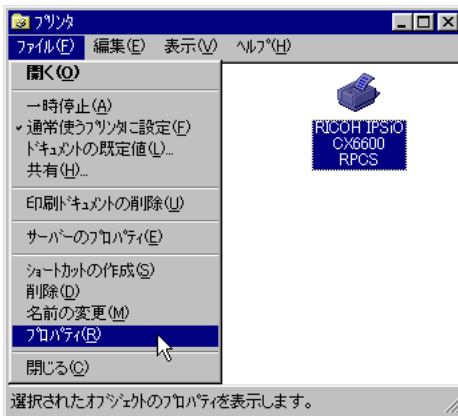 プリンタ
ファイル(F) 編集(E) 表示(V) ヘルプ(H)
開く(O)
一時停止(A)
通常使うプリンタに設定(F)
ドキュメントの既定値(L)...
共有(H)...
印刷ドキュメントの削除(U)
サーバーのプロパティ(E)
ショートカットの作成(S)
削除(D)
名前の変更(M)
プロパティ(R)
閉じる(C)
RICOH IPSiO
CX6600
RPCS
選択されたオブジェクトのプロパティを表示します。